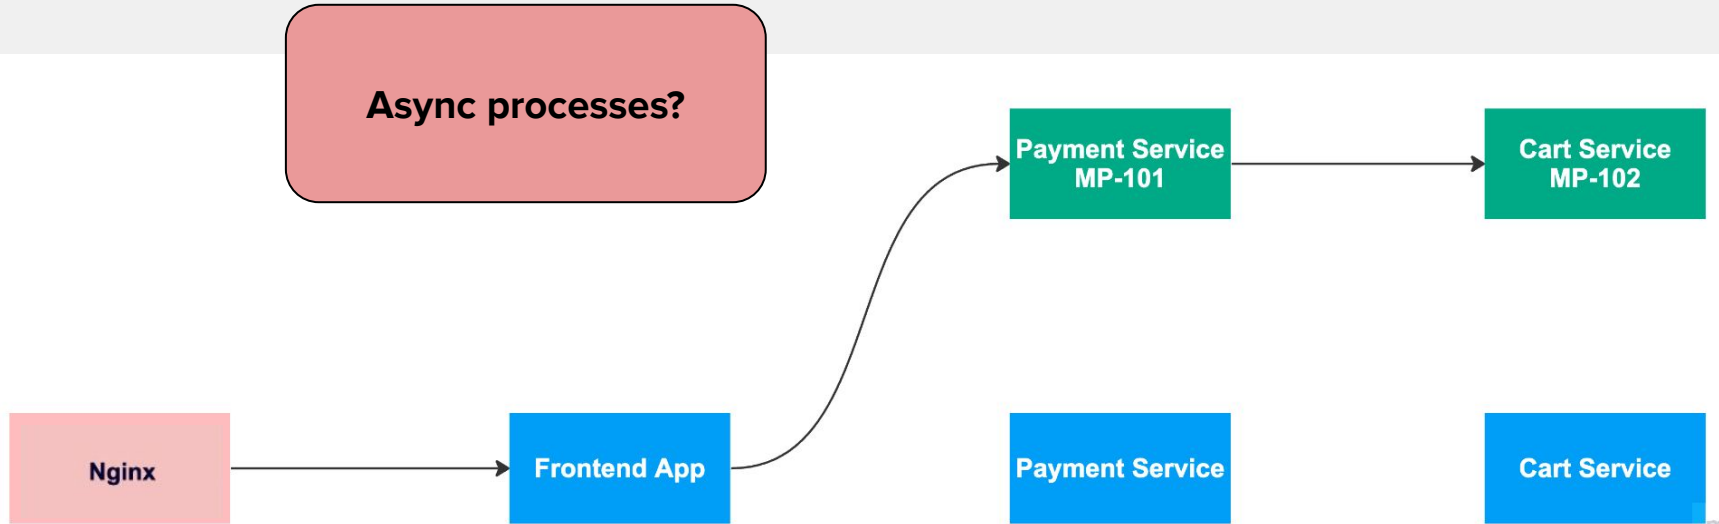 Async processes?
Payment Service
MP-101
Cart Service
MP-102
Nginx
Frontend App
Payment Service
Cart Service